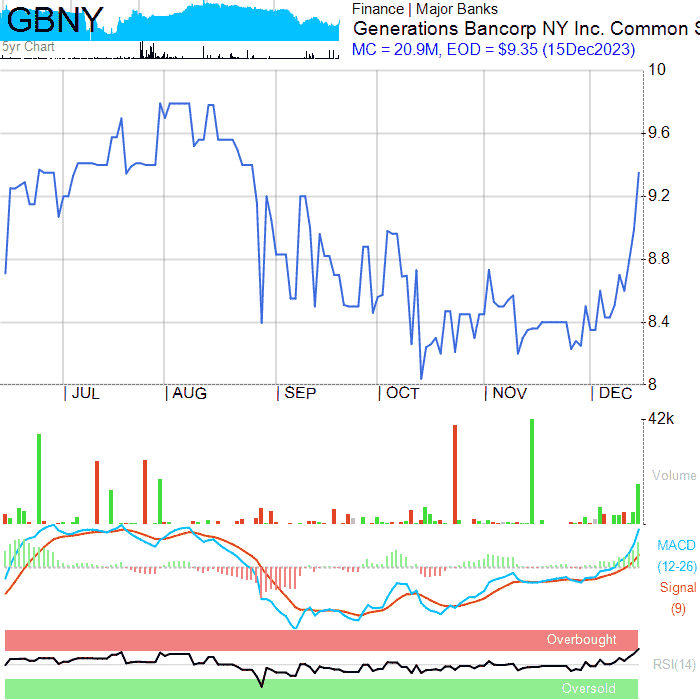 GBNY
5yr Chart
Finance | Major Banks
Generations Bancorp NY Inc. Common S
MC = 20.9M, EOD = $9.35 (15Dec2023)
10
9.6
9.2
8.8
8.4
8
JUL AUG SEP OCT NOV DEC
42k
Volume
MACD
(12-26)
Signal
(9)
Overbought
RSI(14)
Oversold